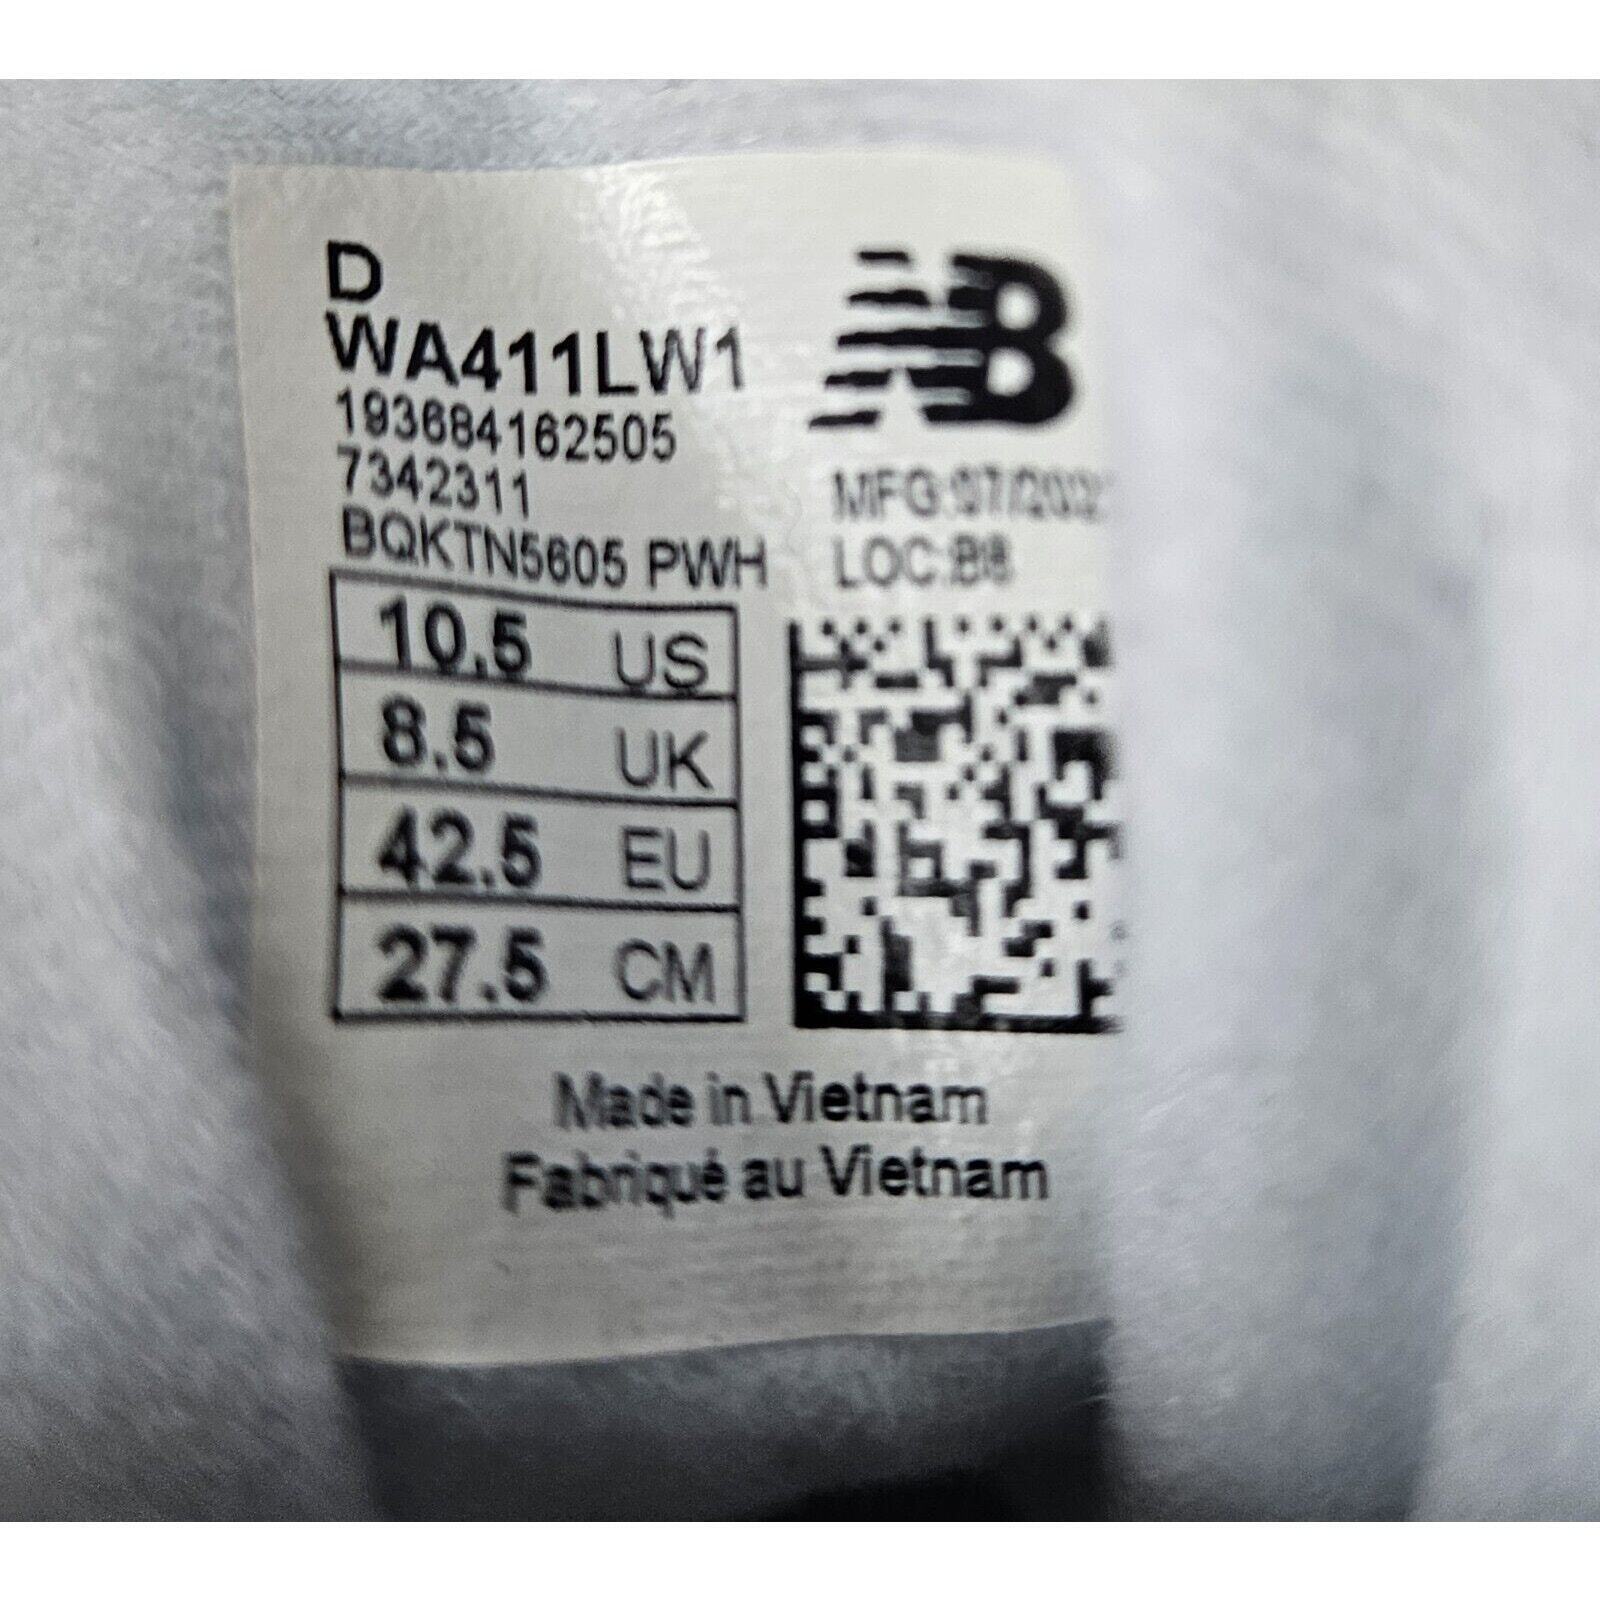 D
WA411LW1
193684162505
7342311
BQKTN5605 PWH
NB
LOC:B8
10.5 US
8.5 UK
42.5 EU
27.5 CM
Made in Vietnam
Fabriqué au Vietnam